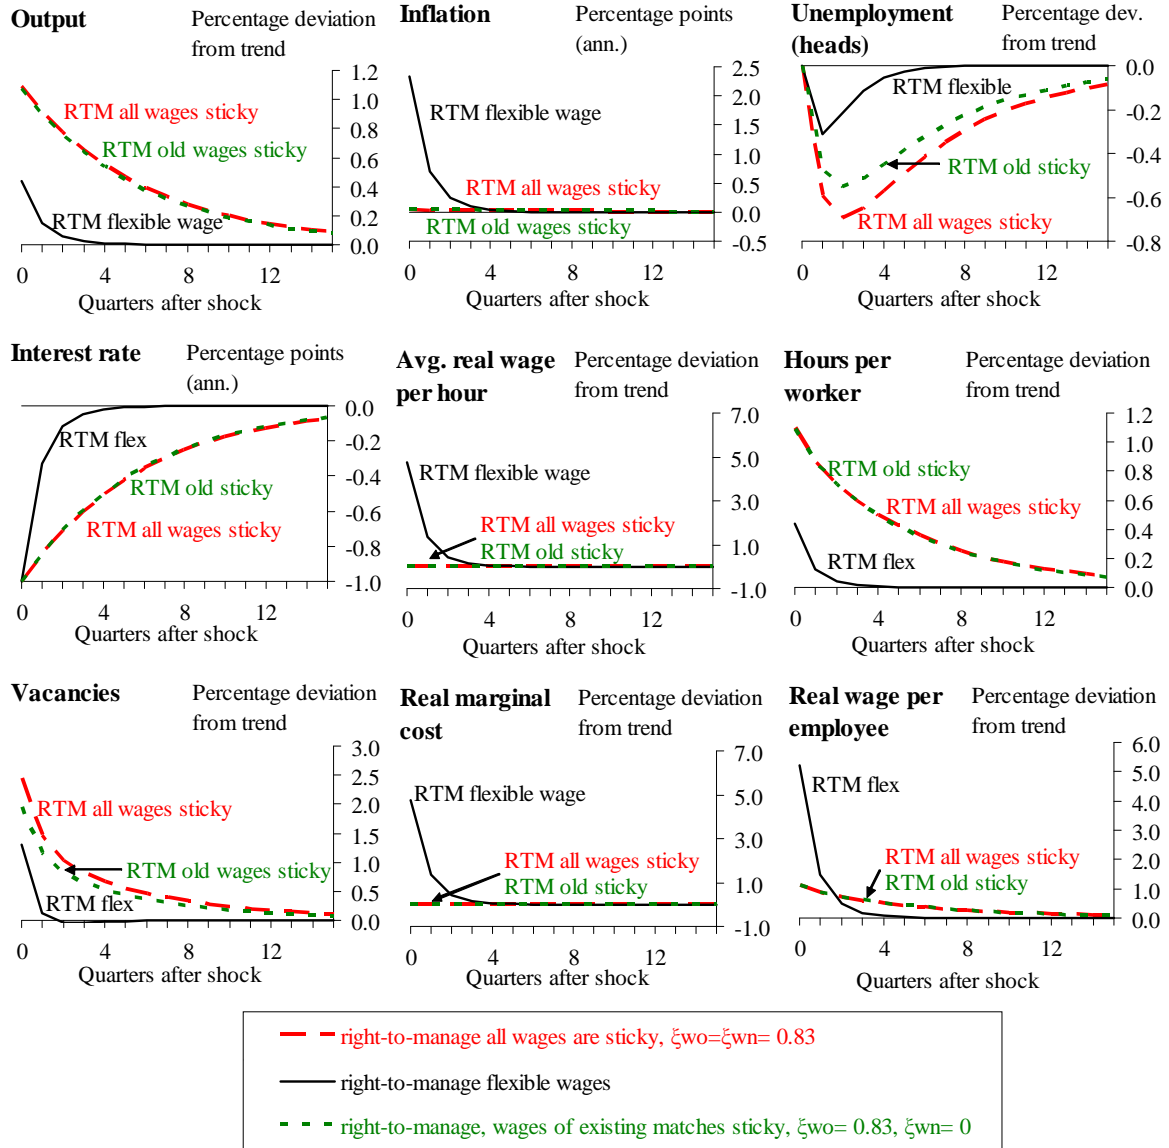 Output
Percentage deviation
from trend
1.2
1.0
0.8
0.6
0.4
0.2
0.0
RTM all wages sticky
RTM old wages sticky
RTM flexible wage
0 4 8 12
Quarters after shock
Inflation
Percentage points
(ann.)
2.5
2.0
1.5
1.0
0.5
0.0
-0.5
RTM flexible wage
RTM all wages sticky
RTM old wages sticky
0 4 8 12
Quarters after shock
Unemployment
(heads)
Percentage dev.
from trend
0.0
-0.2
-0.4
-0.6
-0.8
RTM flexible
RTM old sticky
RTM all wages sticky
0 4 8 12
Quarters after shock
Interest rate
Percentage points
(ann.)
0.0
-0.2
-0.4
-0.6
-0.8
-1.0
RTM flex
RTM old sticky
RTM all wages sticky
0 4 8 12
Quarters after shock
Avg. real wage
per hour
Percentage deviation
from trend
7.0
5.0
3.0
1.0
-1.0
RTM flexible wage
RTM all wages sticky
RTM old sticky
0 4 8 12
Quarters after shock
Hours per
worker
Percentage deviation
from trend
1.2
1.0
0.8
0.6
0.4
0.2
0.0
RTM old sticky
RTM all wages sticky
RTM flex
0 4 8 12
Quarters after shock
Vacancies
Percentage deviation
from trend
3.0
2.5
2.0
1.5
1.0
0.5
0.0
RTM all wages sticky
RTM old wages sticky
RTM flex
0 4 8 12
Quarters after shock
Real marginal
cost
Percentage deviation
from trend
7.0
5.0
3.0
1.0
-1.0
RTM flexible wage
RTM all wages sticky
RTM old sticky
0 4 8 12
Quarters after shock
Real wage per
employee
Percentage deviation
from trend
6.0
5.0
4.0
3.0
2.0
1.0
0.0
RTM flex
RTM all wages sticky
RTM old sticky
0 4 8 12
Quarters after shock
right-to-manage all wages are sticky, ξwo=ξwn= 0.83
right-to-manage flexible wages
right-to-manage, wages of existing matches sticky, ξwo= 0.83, ξwn= 0